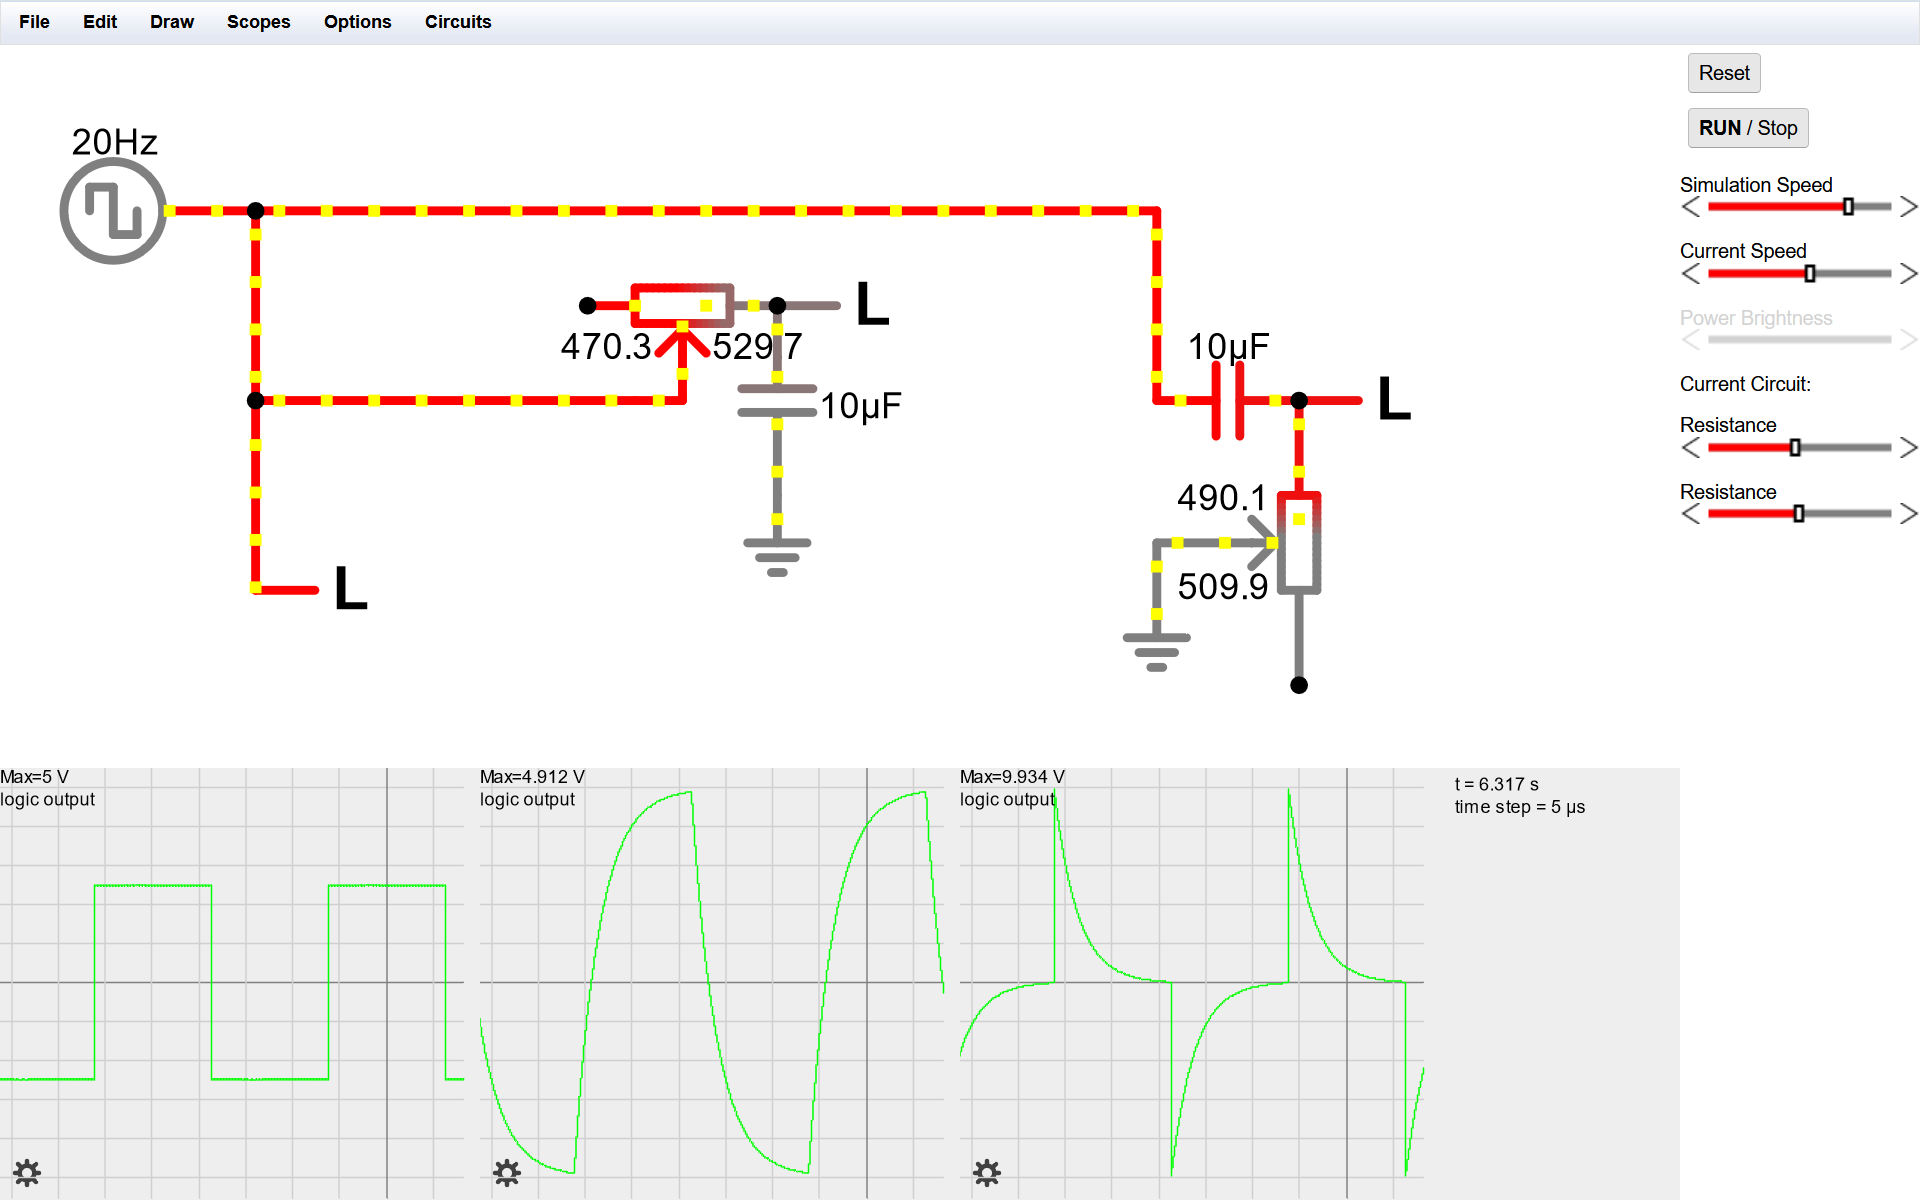 File Edit Draw Scopes Options Circuits
Reset
RUN / Stop
Simulation Speed
Current Speed
Power Brightness
Current Circuit:
Resistance
Resistance
20Hz
L
470.3 529.7
10µF
L
10µF
L
490.1
509.9
L
Max=5 V
logic output
Max=4.912 V
logic output
Max=9.934 V
logic output
t = 6.317 s
time step = 5 µs